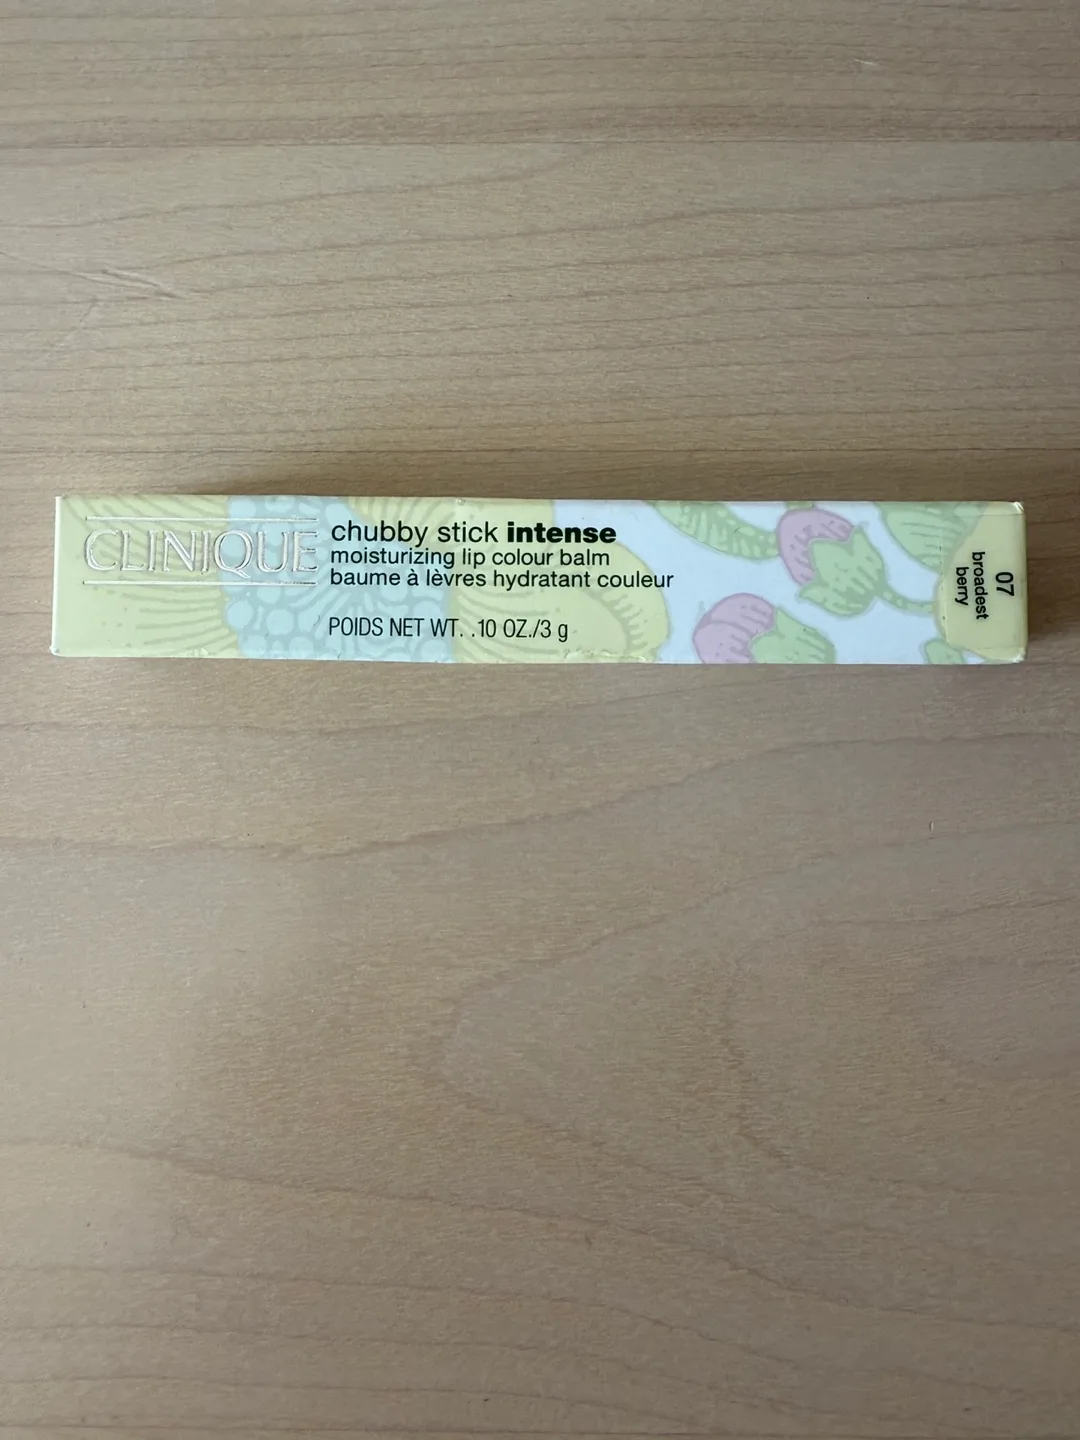 CLINIQUE
chubby stick intense
moisturizing lip colour balm
baume à lèvres hydratant couleur
POIDS NET WT. .10 OZ./3 g
07
broadest
berry